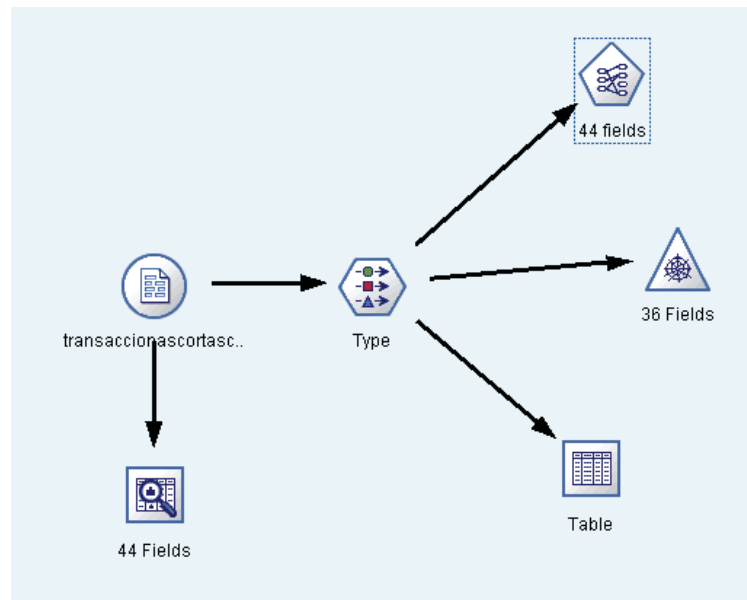 44 fields
36 Fields
transaccionascortasc..
Type
Table
44 Fields